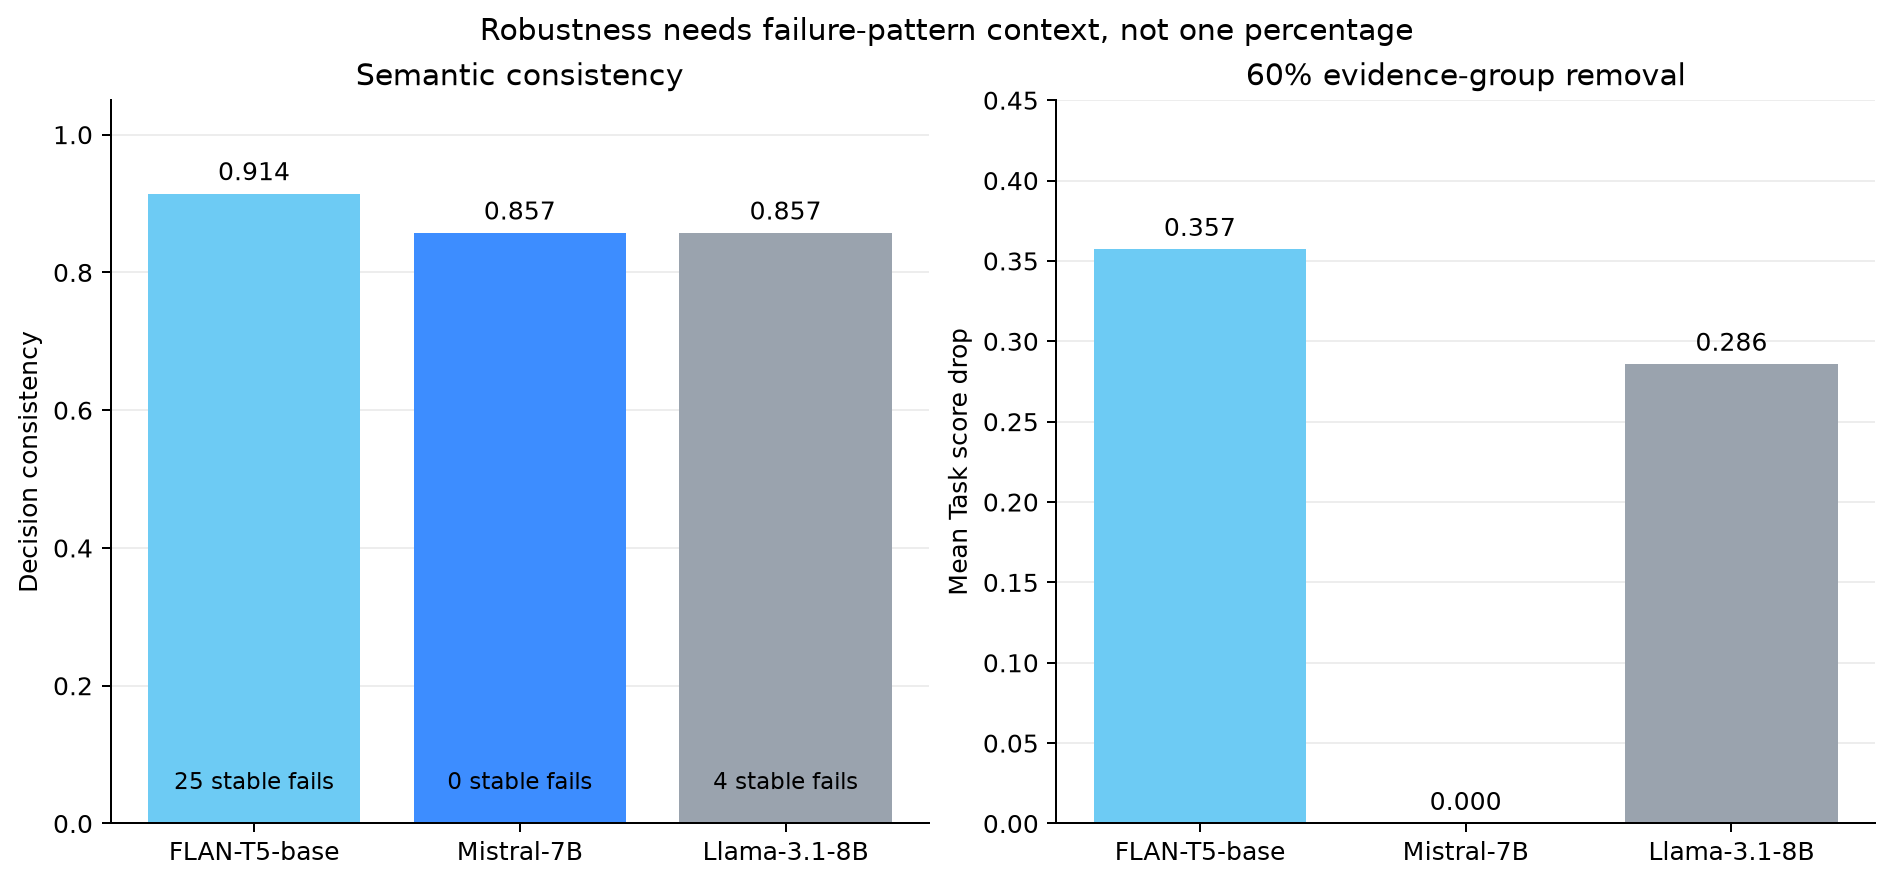 Robustness needs failure-pattern context, not one percentage
Semantic consistency
Decision consistency
1.0
0.8
0.6
0.4
0.2
0.0
0.914
0.857
0.857
25 stable fails
0 stable fails
4 stable fails
FLAN-T5-base
Mistral-7B
Llama-3.1-8B
60% evidence-group removal
Mean Task score drop
0.45
0.40
0.35
0.30
0.25
0.20
0.15
0.10
0.05
0.00
0.357
0.000
0.286
FLAN-T5-base
Mistral-7B
Llama-3.1-8B